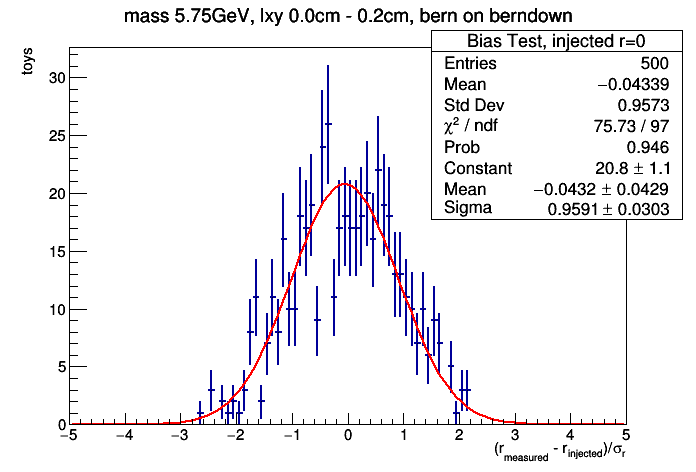 mass 5.75GeV, lxy 0.0cm - 0.2cm, bern on berndown
Bias Test, injected r=0
Entries 500
Mean −0.04339
Std Dev 0.9573
χ² / ndf 75.73 / 97
Prob 0.946
Constant 20.8 ± 1.1
Mean −0.0432 ± 0.0429
Sigma 0.9591 ± 0.0303
toys
30
25
20
15
10
5
0
−5 −4 −3 −2 −1 0 1 2 3 4 5
(r_measured - r_injected)/σ_r